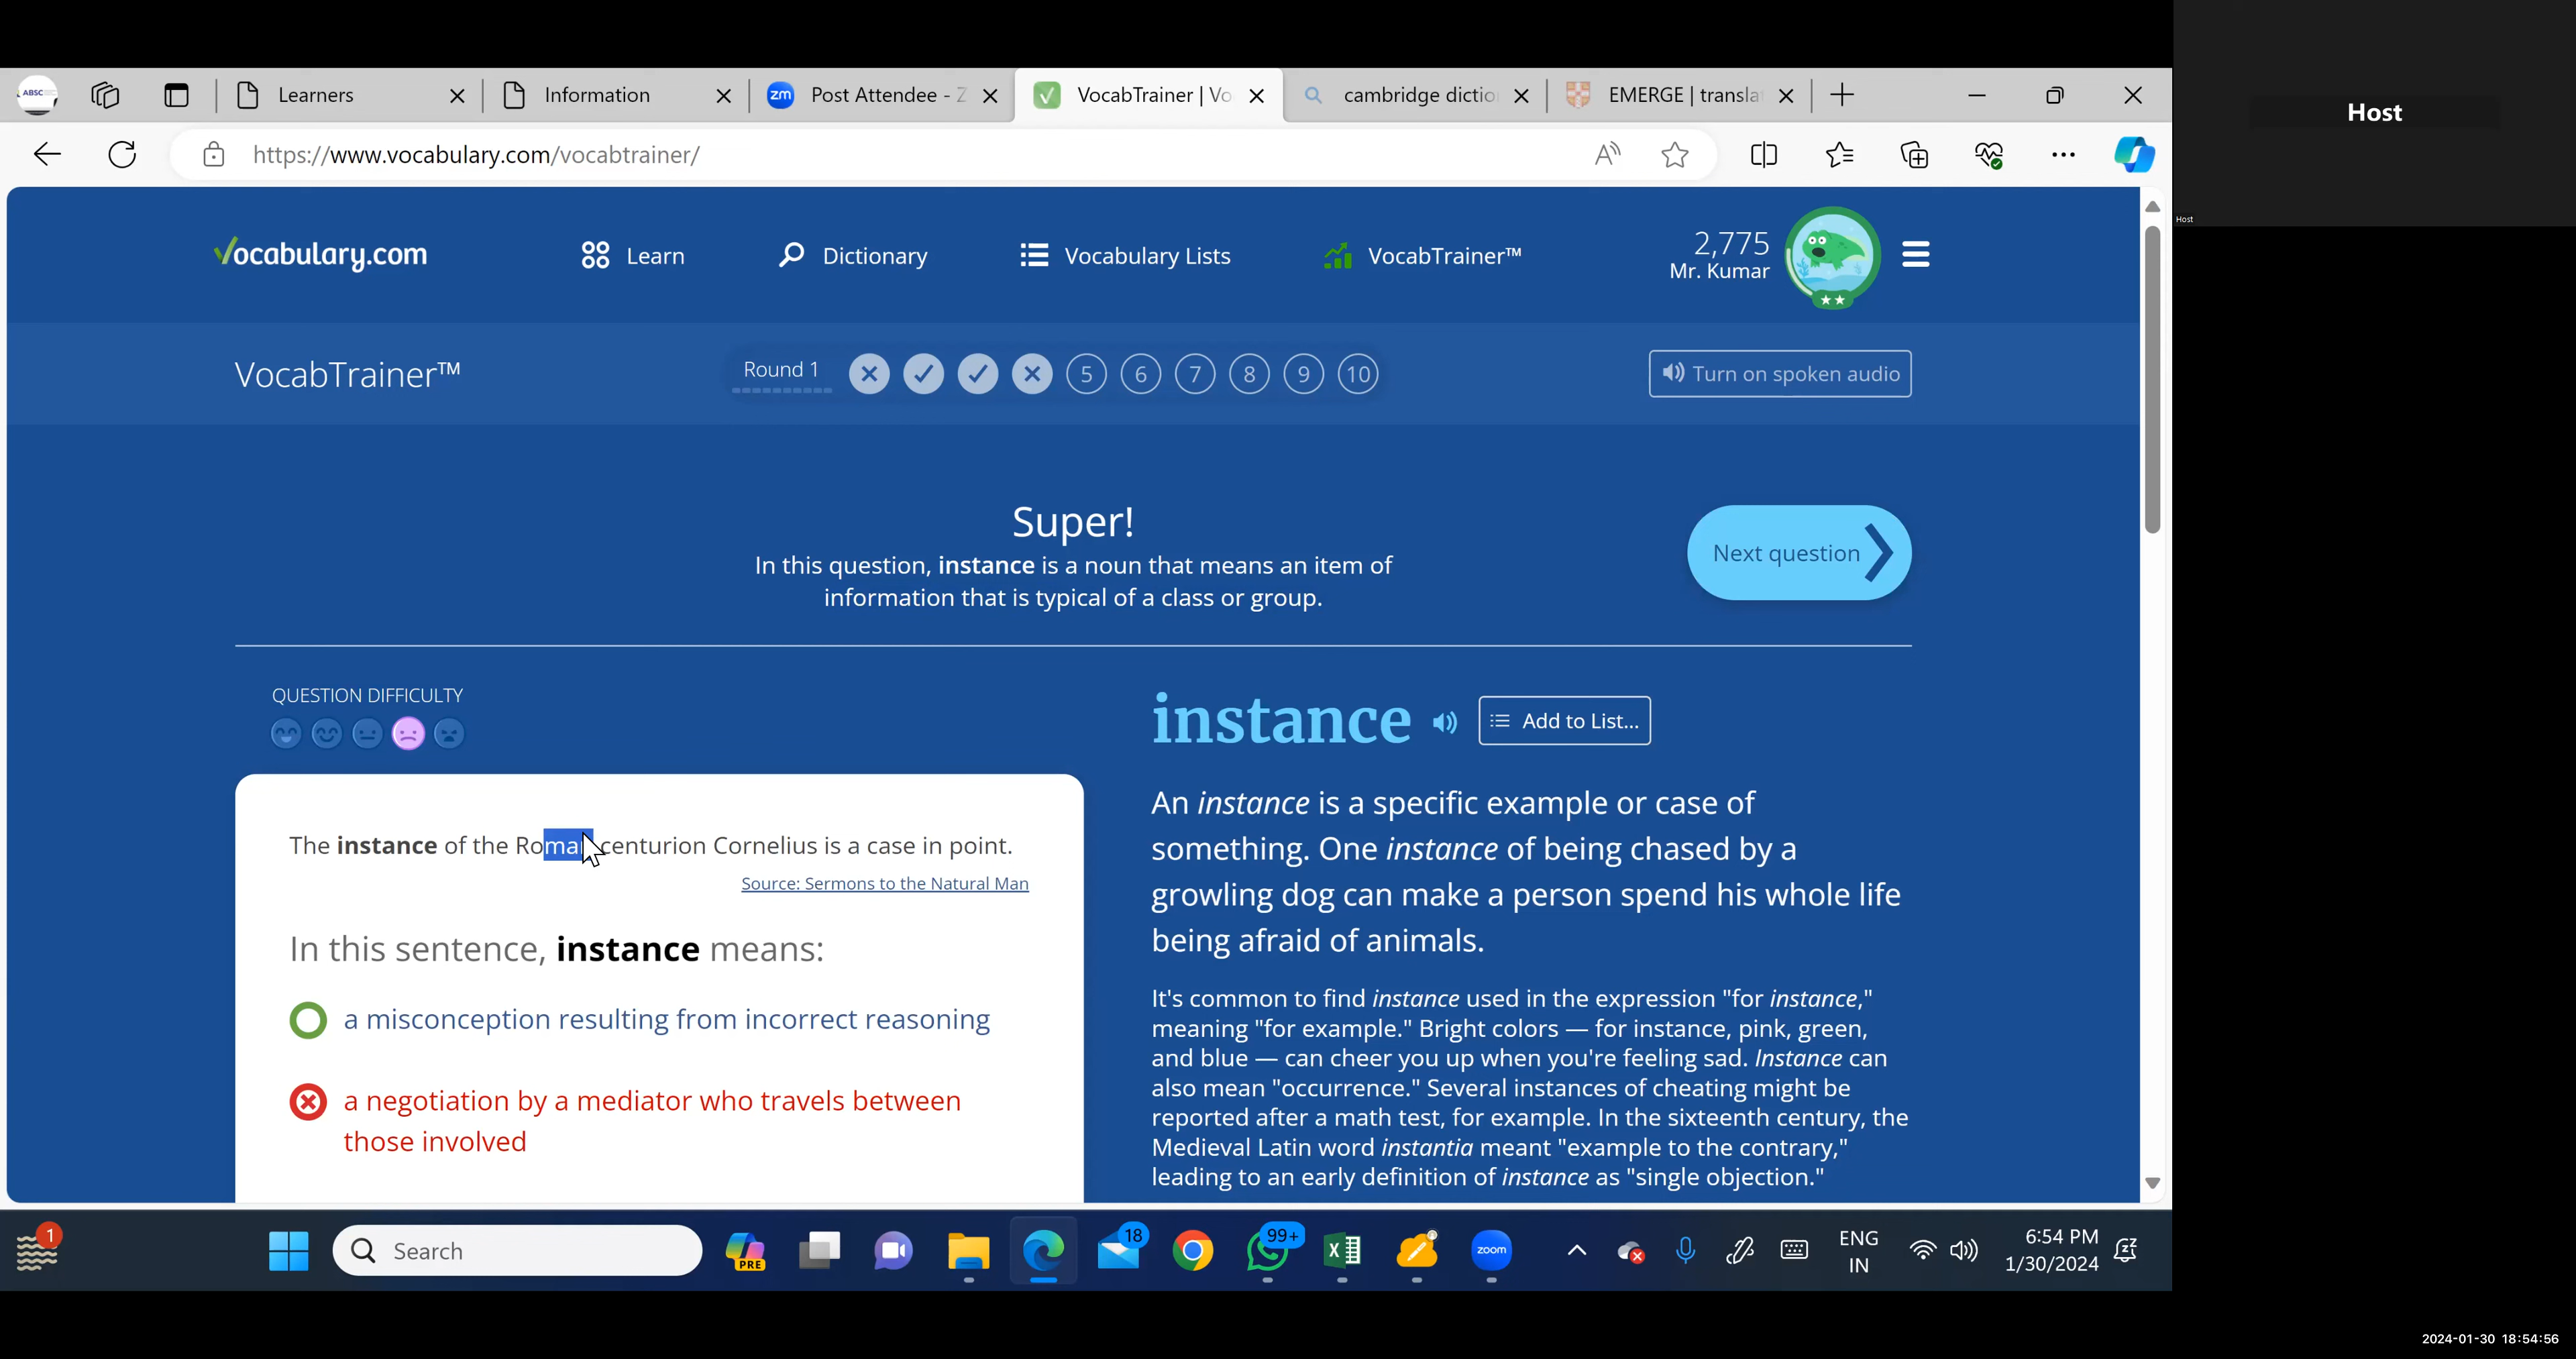 Host
Host
ABSC
Learners
Information
zm
Post Attendee - Z
VocabTrainer | Vo
cambridge dictio
EMERGE | transla
https://www.vocabulary.com/vocabtrainer/
Vocabulary.com
Learn
Dictionary
Vocabulary Lists
VocabTrainer™
2,775
Mr. Kumar
VocabTrainer™
Round 1
5
6
7
8
9
10
Turn on spoken audio
Super!
In this question, instance is a noun that means an item of
information that is typical of a class or group.
Next question
QUESTION DIFFICULTY
The instance of the Roman centurion Cornelius is a case in point.
Source: Sermons to the Natural Man
In this sentence, instance means:
a misconception resulting from incorrect reasoning
a negotiation by a mediator who travels between
those involved
instance
Add to List...
An instance is a specific example or case of
something. One instance of being chased by a
growling dog can make a person spend his whole life
being afraid of animals.
It's common to find instance used in the expression "for instance,"
meaning "for example." Bright colors — for instance, pink, green,
and blue — can cheer you up when you're feeling sad. Instance can
also mean "occurrence." Several instances of cheating might be
reported after a math test, for example. In the sixteenth century, the
Medieval Latin word instantia meant "example to the contrary,"
leading to an early definition of instance as "single objection."
1
Search
PRE
18
99+
zoom
ENG
IN
6:54 PM
1/30/2024
2024-01-30 18:54:56